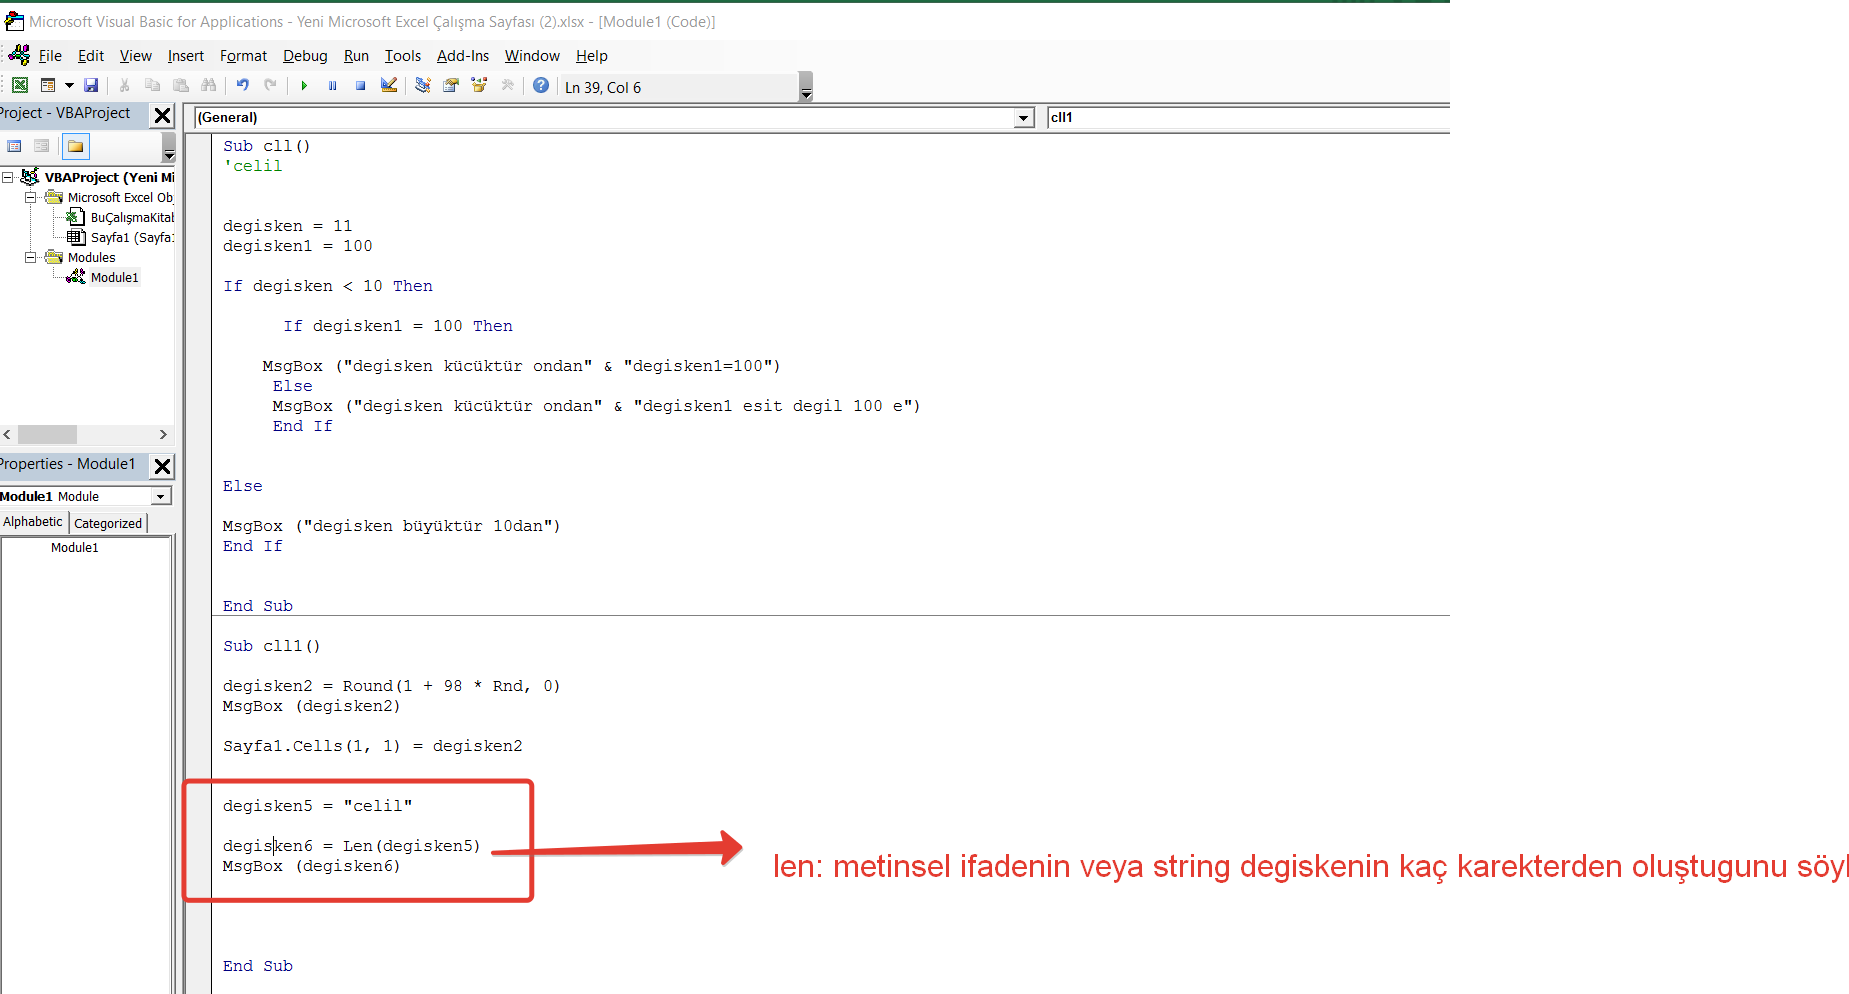 Microsoft Visual Basic for Applications - Yeni Microsoft Excel Çalışma Sayfası (2).xlsx - [Module1 (Code)]
File Edit View Insert Format Debug Run Tools Add-Ins Window Help
Ln 39, Col 6
Project - VBAProject
(General)
cll1
VBAProject (Yeni Mi
Microsoft Excel Obj
BuÇalışmaKitab
Sayfa1 (Sayfa1
Modules
Module1
Properties - Module1
Module1 Module
Alphabetic Categorized
Module1
Sub cll()
'celil
degisken = 11
degisken1 = 100
If degisken < 10 Then
If degisken1 = 100 Then
MsgBox ("degisken kücüktür ondan" & "degisken1=100")
Else
MsgBox ("degisken kücüktür ondan" & "degisken1 esit degil 100 e")
End If
Else
MsgBox ("degisken büyüktür 10dan")
End If
End Sub
Sub cll1()
degisken2 = Round(1 + 98 * Rnd, 0)
MsgBox (degisken2)
Sayfa1.Cells(1, 1) = degisken2
degisken5 = "celil"
degisken6 = Len(degisken5)
MsgBox (degisken6)
End Sub
len: metinsel ifadenin veya string degiskenin kaç karekterden oluştugunu söyl